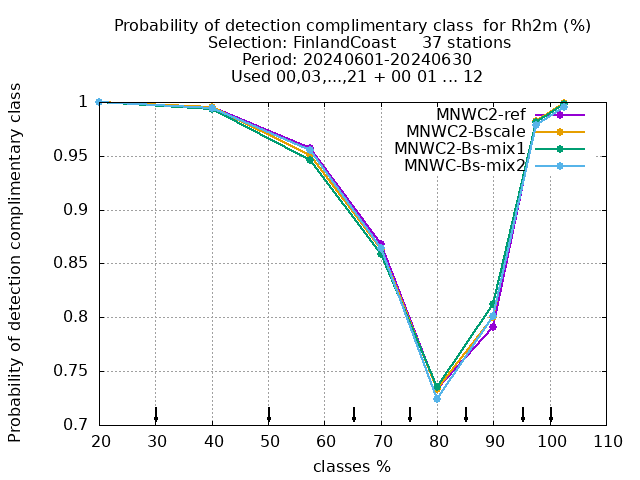 Probability of detection complimentary class  for Rh2m (%)
Selection: FinlandCoast     37 stations
Period: 20240601-20240630
Used 00,03,...,21 + 00 01 ... 12
Probability of detection complimentary class
MNWC2-ref
MNWC2-Bscale
MNWC2-Bs-mix1
MNWC-Bs-mix2
1
0.95
0.9
0.85
0.8
0.75
0.7
20 30 40 50 60 70 80 90 100 110
classes %